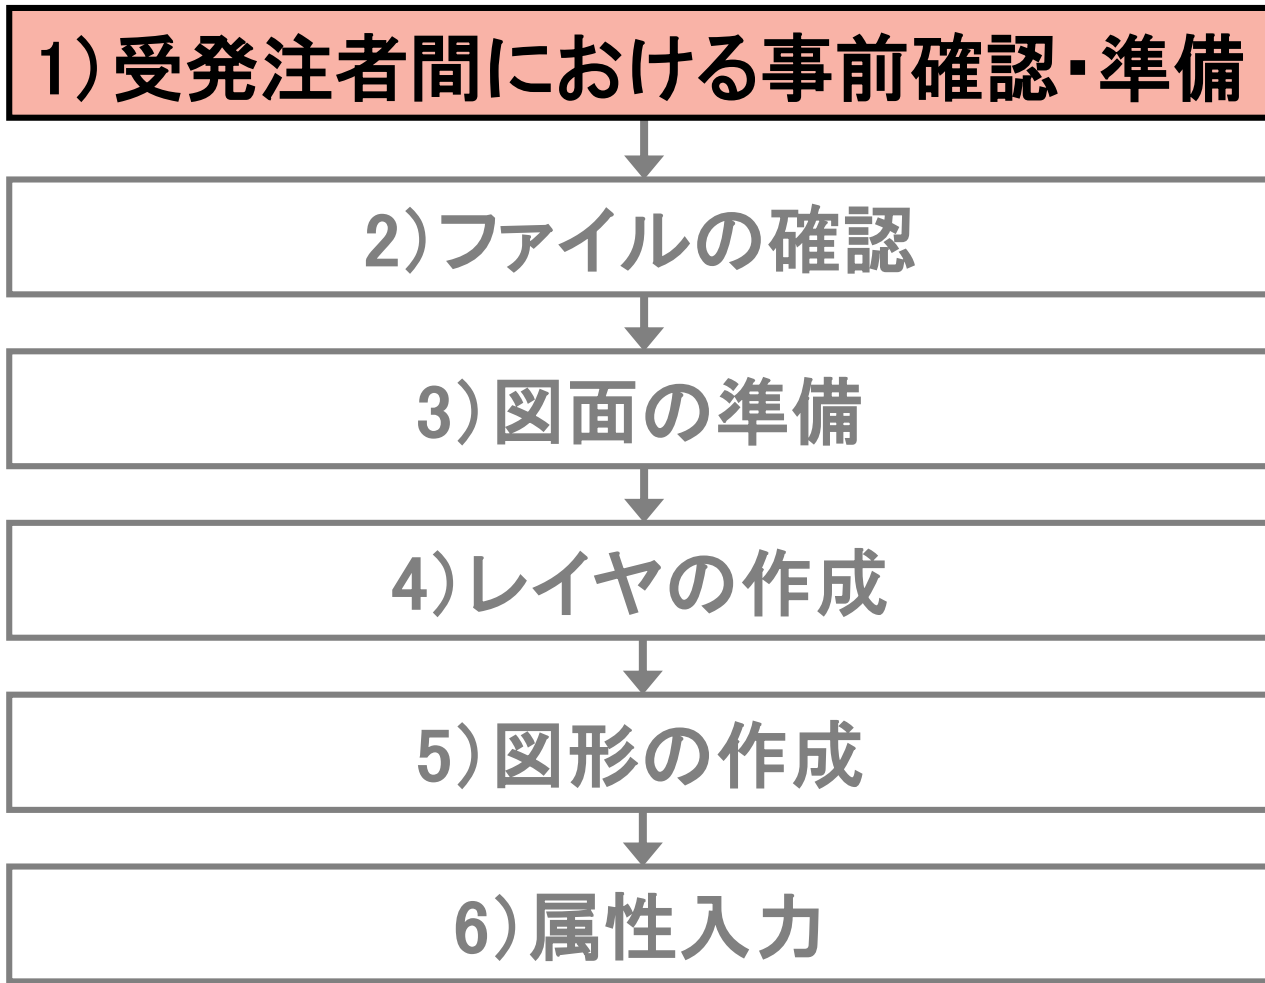 1)受発注者間における事前確認・準備
2)ファイルの確認
3)図面の準備
4)レイヤの作成
5)図形の作成
6)属性入力